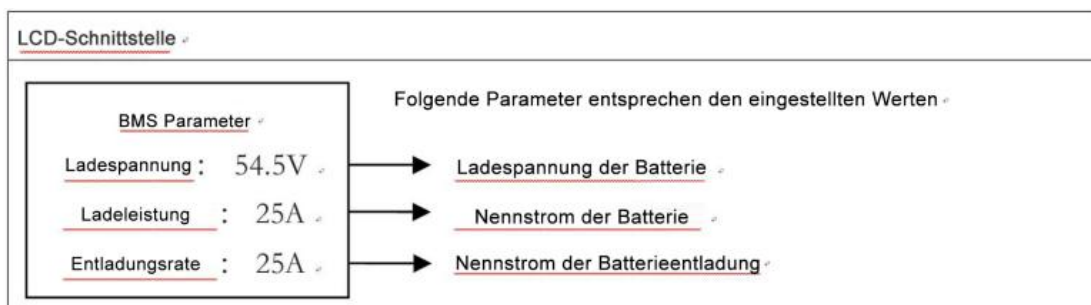 LCD-Schnittstelle
Folgende Parameter entsprechen den eingestellten Werten
BMS Parameter
Ladespannung : 54.5V Ladespannung der Batterie
Ladeleistung : 25A Nennstrom der Batterie
Entladungsrate : 25A Nennstrom der Batterieentladung